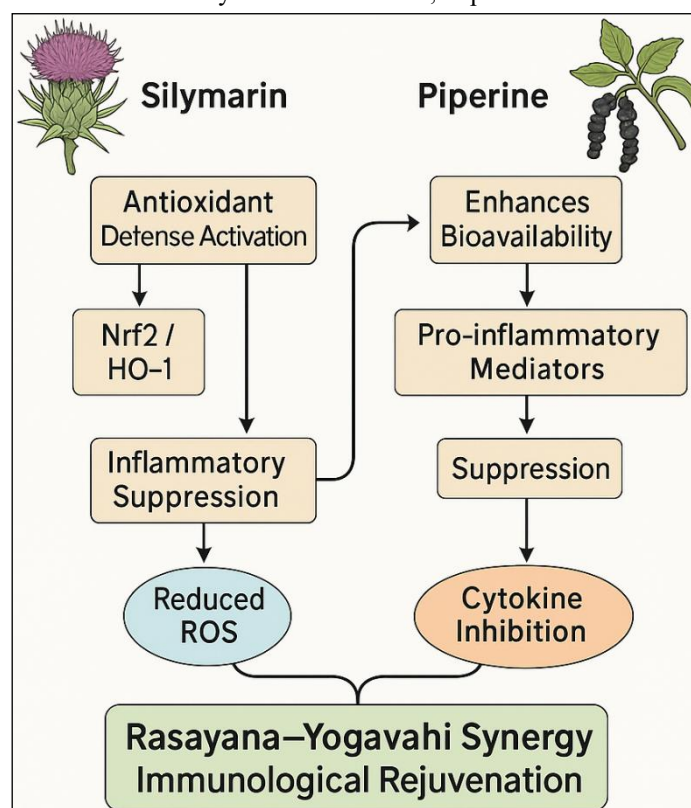 Silymarin
Piperine
Antioxidant
Detense Activation
Enhances
Bioavailability
Nrf2 /
HO–1
Pro-inflammatory
Mediators
Inflammatory
Suppression
Suppression
Reduced
ROS
Cytokine
Inhibition
Rasayana–Yogavahi Synergy
Immunological Rejuvenation